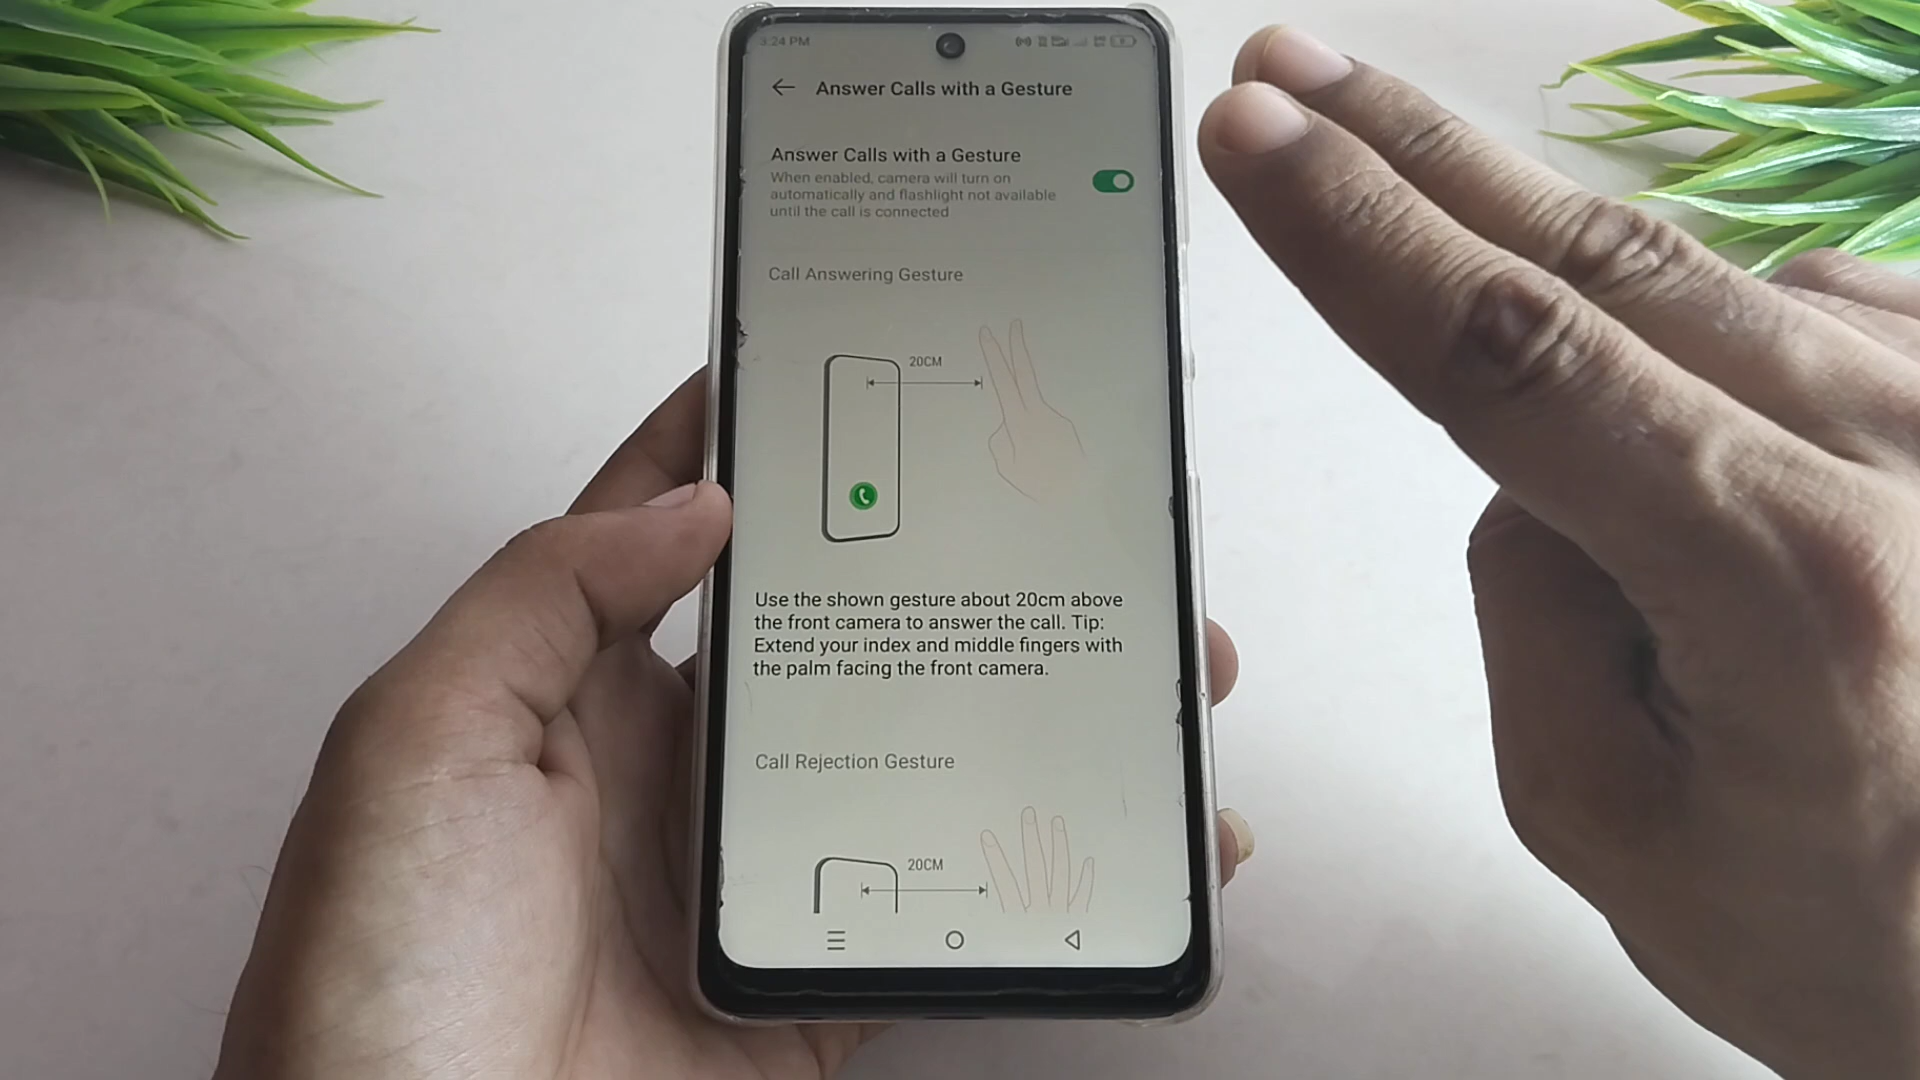 3:24 PM
Answer Calls with a Gesture
Answer Calls with a Gesture
When enabled, camera will turn on
automatically and flashlight not available
until the call is connected
Call Answering Gesture
20CM
Use the shown gesture about 20cm above
the front camera to answer the call. Tip:
Extend your index and middle fingers with
the palm facing the front camera.
Call Rejection Gesture
20CM